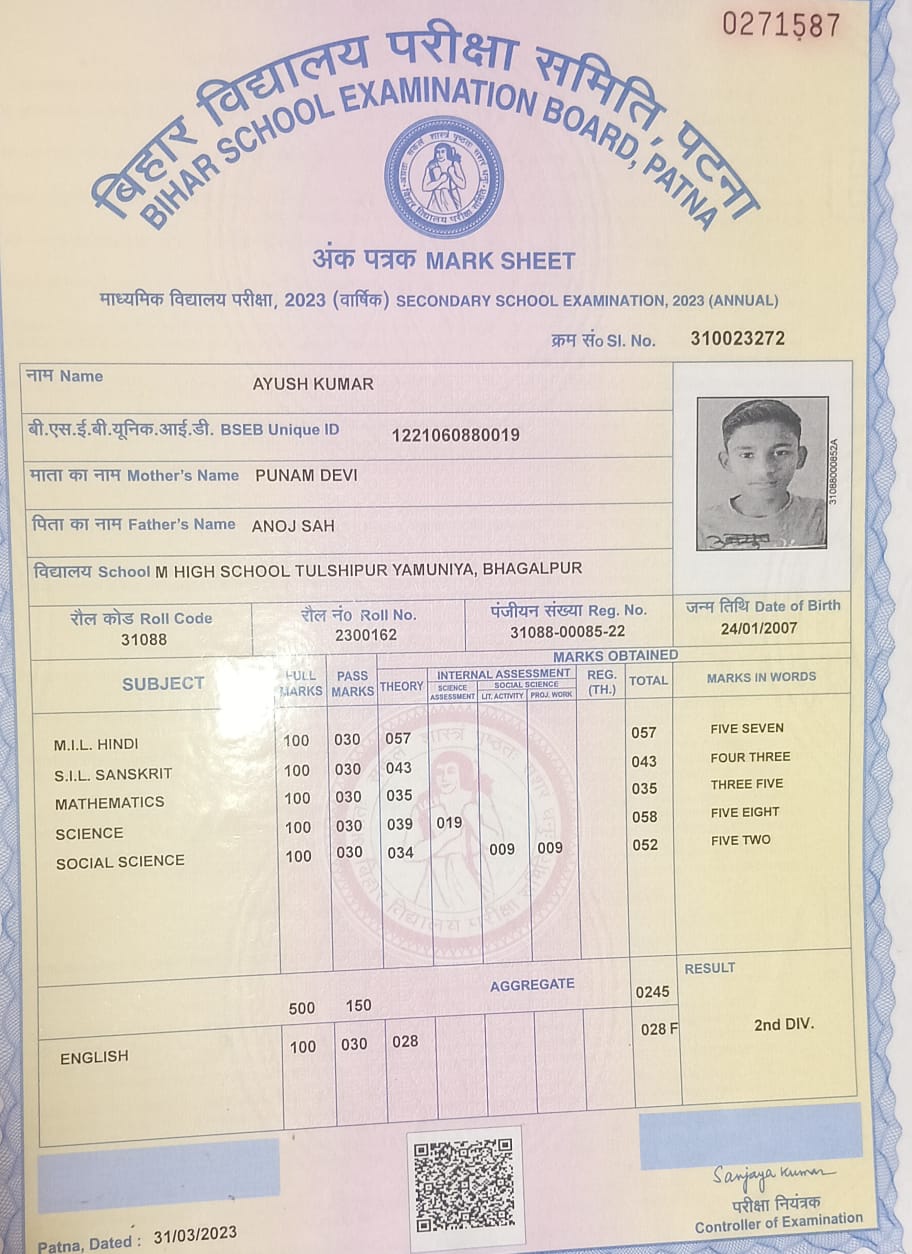 0271587
बिहार विद्यालय परीक्षा समिति, पटना
BIHAR SCHOOL EXAMINATION BOARD, PATNA
अंक पत्रक MARK SHEET
माध्यमिक विद्यालय परीक्षा, 2023 (वार्षिक) SECONDARY SCHOOL EXAMINATION, 2023 (ANNUAL)
क्रम सं० Sl. No. 310023272
नाम Name AYUSH KUMAR
बी.एस.ई.बी.यूनिक.आई.डी. BSEB Unique ID 1221060880019
माता का नाम Mother's Name PUNAM DEVI
पिता का नाम Father's Name ANOJ SAH
विद्यालय School M HIGH SCHOOL TULSHIPUR YAMUNIYA, BHAGALPUR
31088000852A
रौल कोड Roll Code रौल नं० Roll No. पंजीयन संख्या Reg. No. जन्म तिथि Date of Birth
31088 2300162 31088-00085-22 24/01/2007
MARKS OBTAINED
SUBJECT FULL MARKS PASS MARKS THEORY INTERNAL ASSESSMENT REG. (TH.) TOTAL MARKS IN WORDS
SCIENCE ASSESSMENT SOCIAL SCIENCE LIT. ACTIVITY PROJ. WORK
M.I.L. HINDI 100 030 057 057 FIVE SEVEN
S.I.L. SANSKRIT 100 030 043 043 FOUR THREE
MATHEMATICS 100 030 035 035 THREE FIVE
SCIENCE 100 030 039 019 058 FIVE EIGHT
SOCIAL SCIENCE 100 030 034 009 009 052 FIVE TWO
500 150 AGGREGATE 0245 RESULT
ENGLISH 100 030 028 028 F 2nd DIV.
Sanjaya Kumar
परीक्षा नियंत्रक
Controller of Examination
Patna, Dated : 31/03/2023